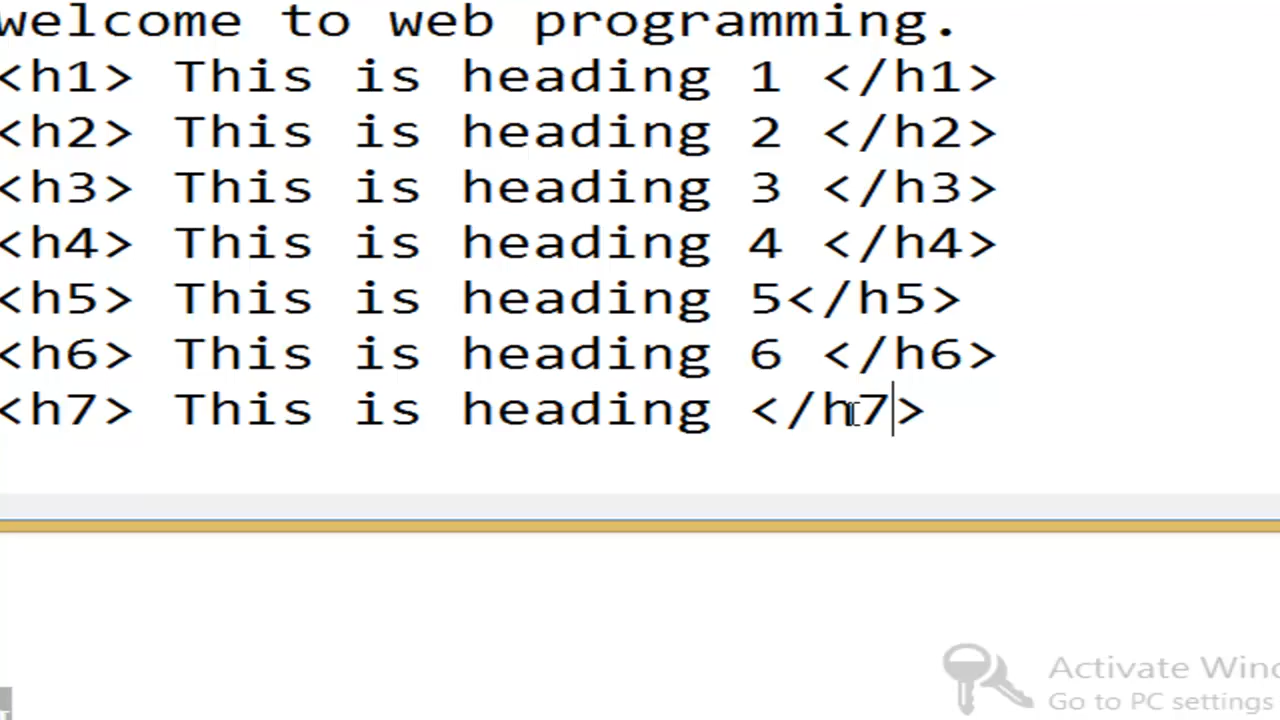 welcome to web programming.
<h1> This is heading 1 </h1>
<h2> This is heading 2 </h2>
<h3> This is heading 3 </h3>
<h4> This is heading 4 </h4>
<h5> This is heading 5</h5>
<h6> This is heading 6 </h6>
<h7> This is heading </h7>
Activate Winc
Go to PC settings